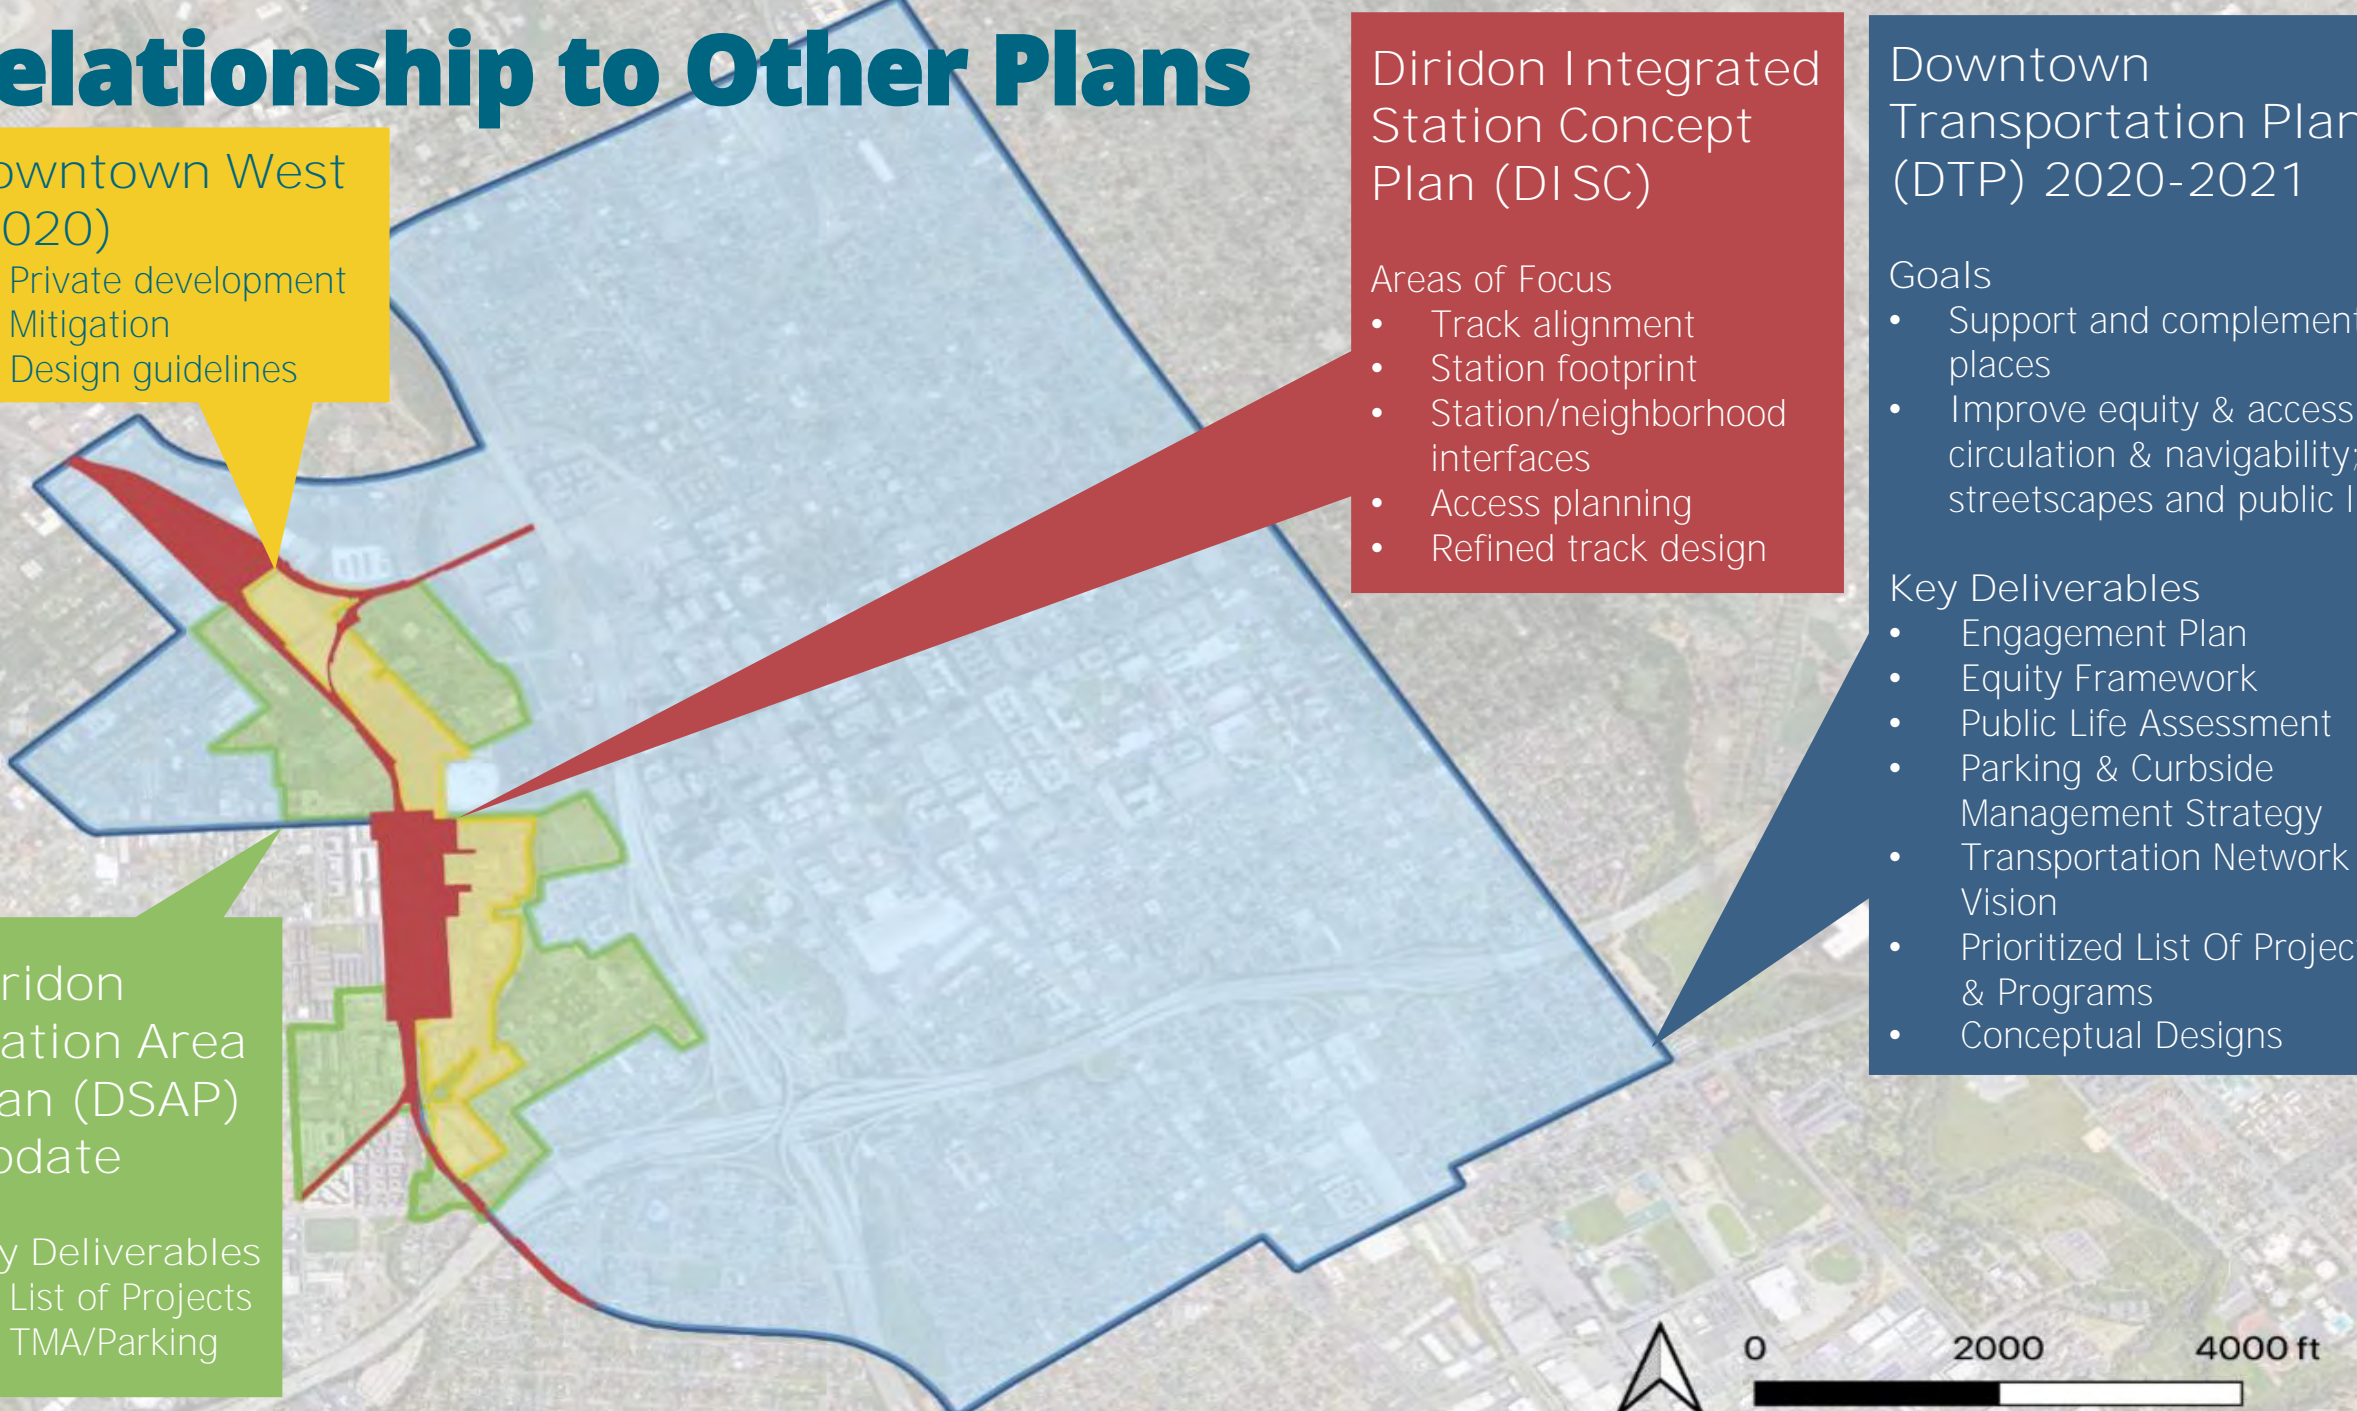 elationship to Other Plans
owntown West
020)
Private development
Mitigation
Design guidelines
Diridon Integrated
Station Concept
Plan (DISC)
Areas of Focus
• Track alignment
• Station footprint
• Station/neighborhood
interfaces
• Access planning
• Refined track design
Downtown
Transportation Plan
(DTP) 2020-2021
Goals
• Support and complement
places
• Improve equity & access
circulation & navigability;
streetscapes and public l
Key Deliverables
• Engagement Plan
• Equity Framework
• Public Life Assessment
• Parking & Curbside
Management Strategy
• Transportation Network
Vision
• Prioritized List Of Projec
& Programs
• Conceptual Designs
ridon
ation Area
an (DSAP)
pdate
y Deliverables
List of Projects
TMA/Parking
0 2000 4000 ft